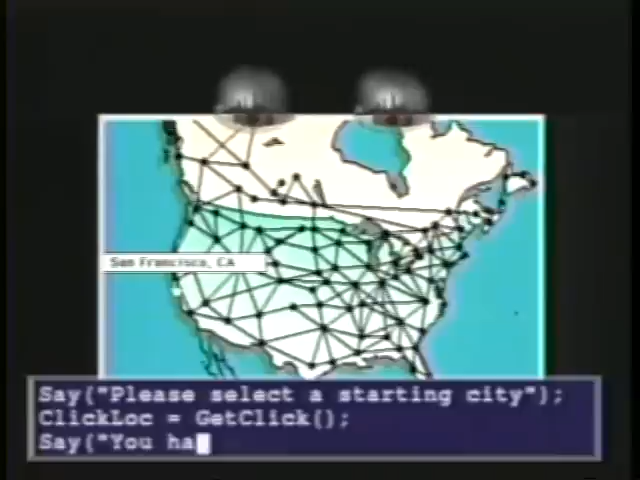 San Francisco, CA
Say("Please select a starting city");
ClickLoc = GetClick();
Say("You ha